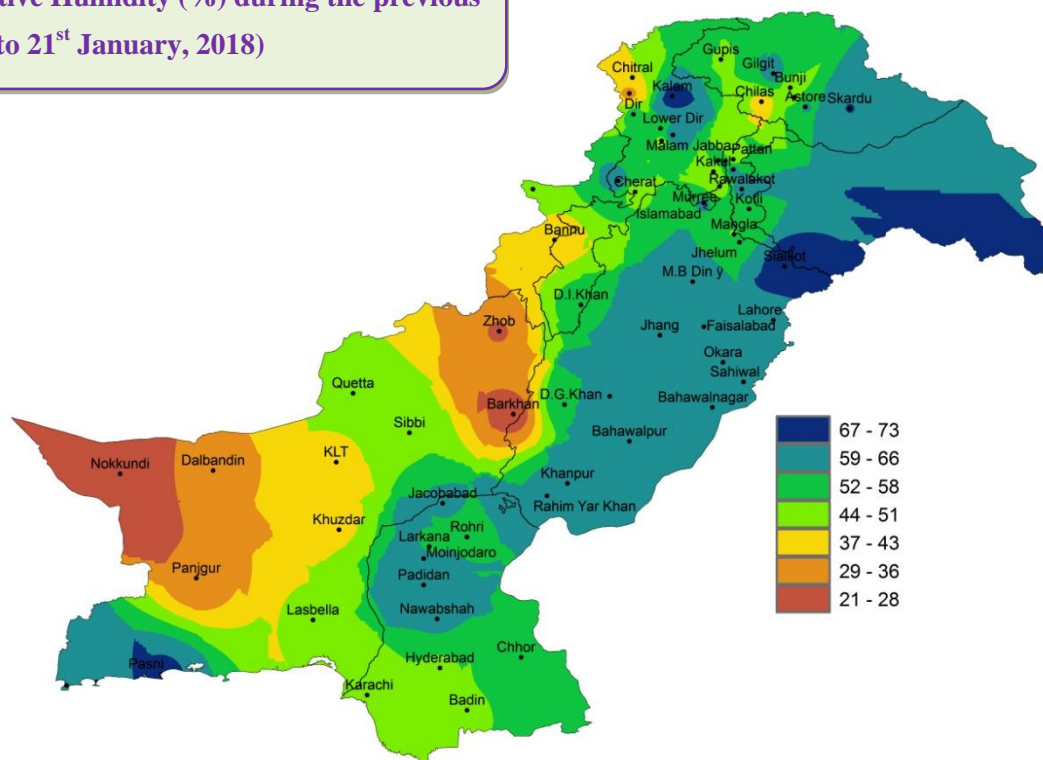 tive Humidity (%) during the previous
to 21st January, 2018)
Gupis
Gilgit
Chitral
Bunji
Kalam
Chilas
Astore
Skardu
Dir
Lower Dir
Malam Jabbar
Pattan
Kakul
Cherat
Rawalakot
Murree
Kotli
Islamabad
Bannu
Mangla
Jhelum
Sialkot
M.B Din y
D.I.Khan
Lahore
Zhob
Jhang
Faisalabad
Okara
Quetta
Sahiwal
D.G.Khan
Bahawalnagar
Barkhan
Sibbi
Bahawalpur
67 - 73
Nokkundi
Dalbandin
KLT
59 - 66
Khanpur
52 - 58
Jacobabad
Rahim Yar Khan
44 - 51
Khuzdar
Rohri
Larkana
37 - 43
Moinjodaro
29 - 36
Panjgur
Padidan
21 - 28
Lasbella
Nawabshah
Chhor
Pasni
Hyderabad
Karachi
Badin